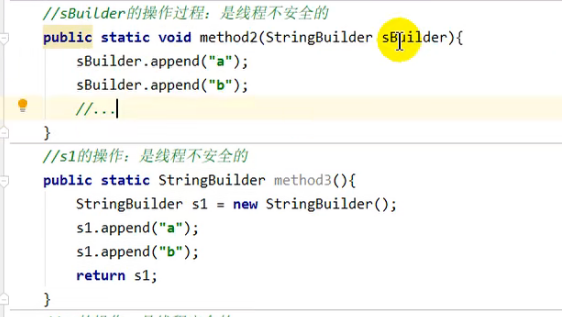 //sBuilder的操作过程：是线程不安全的
public static void method2(StringBuilder sBuilder){
sBuilder.append("a");
sBuilder.append("b");
//...
}
//s1的操作：是线程不安全的
public static StringBuilder method3(){
StringBuilder s1 = new StringBuilder();
s1.append("a");
s1.append("b");
return s1;
}